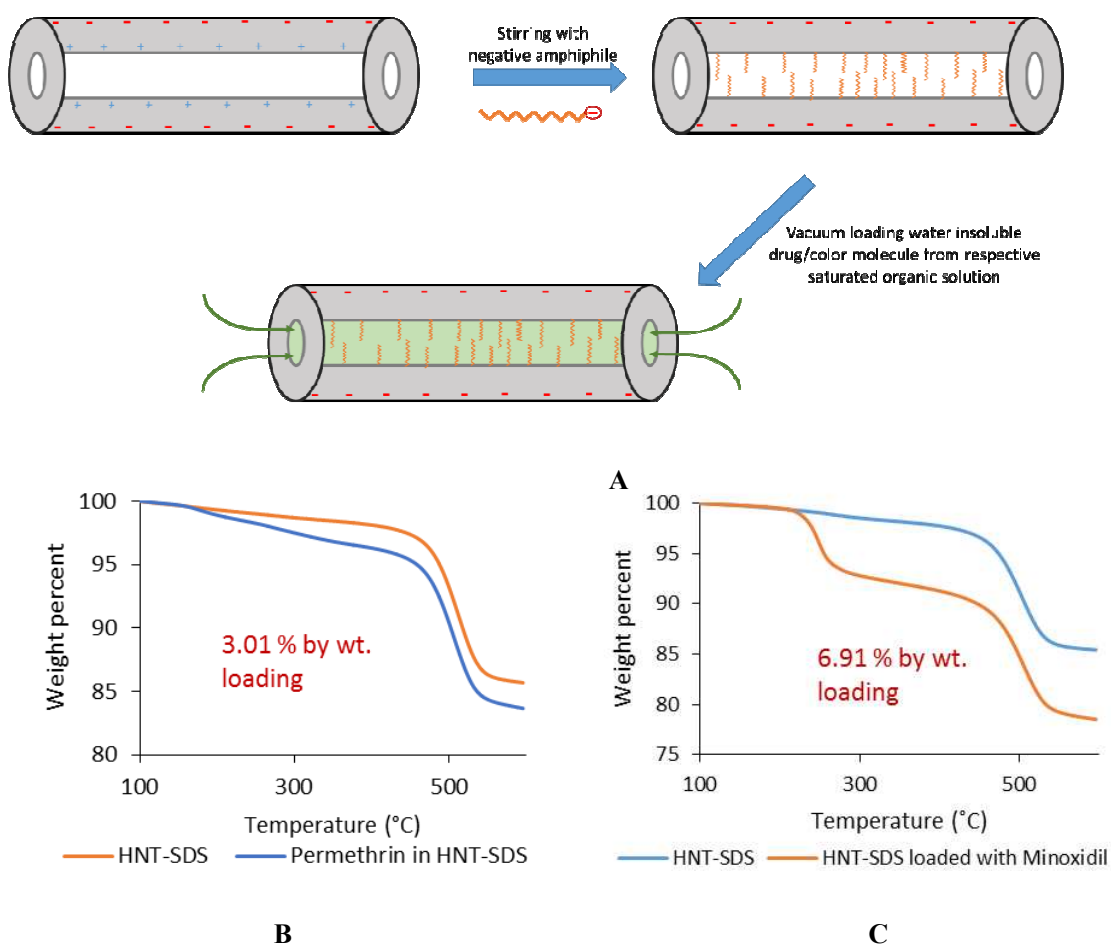 Stirring with
negative amphiphile
Vacuum loading water insoluble
drug/color molecule from respective
saturated organic solution
A
100
95
90
85
80
Weight percent
3.01 % by wt.
loading
100
300
500
Temperature (°C)
HNT-SDS
Permethrin in HNT-SDS
B
100
95
90
85
80
75
Weight percent
6.91 % by wt.
loading
100
300
500
Temperature (˚C)
HNT-SDS
HNT-SDS loaded with Minoxidil
C